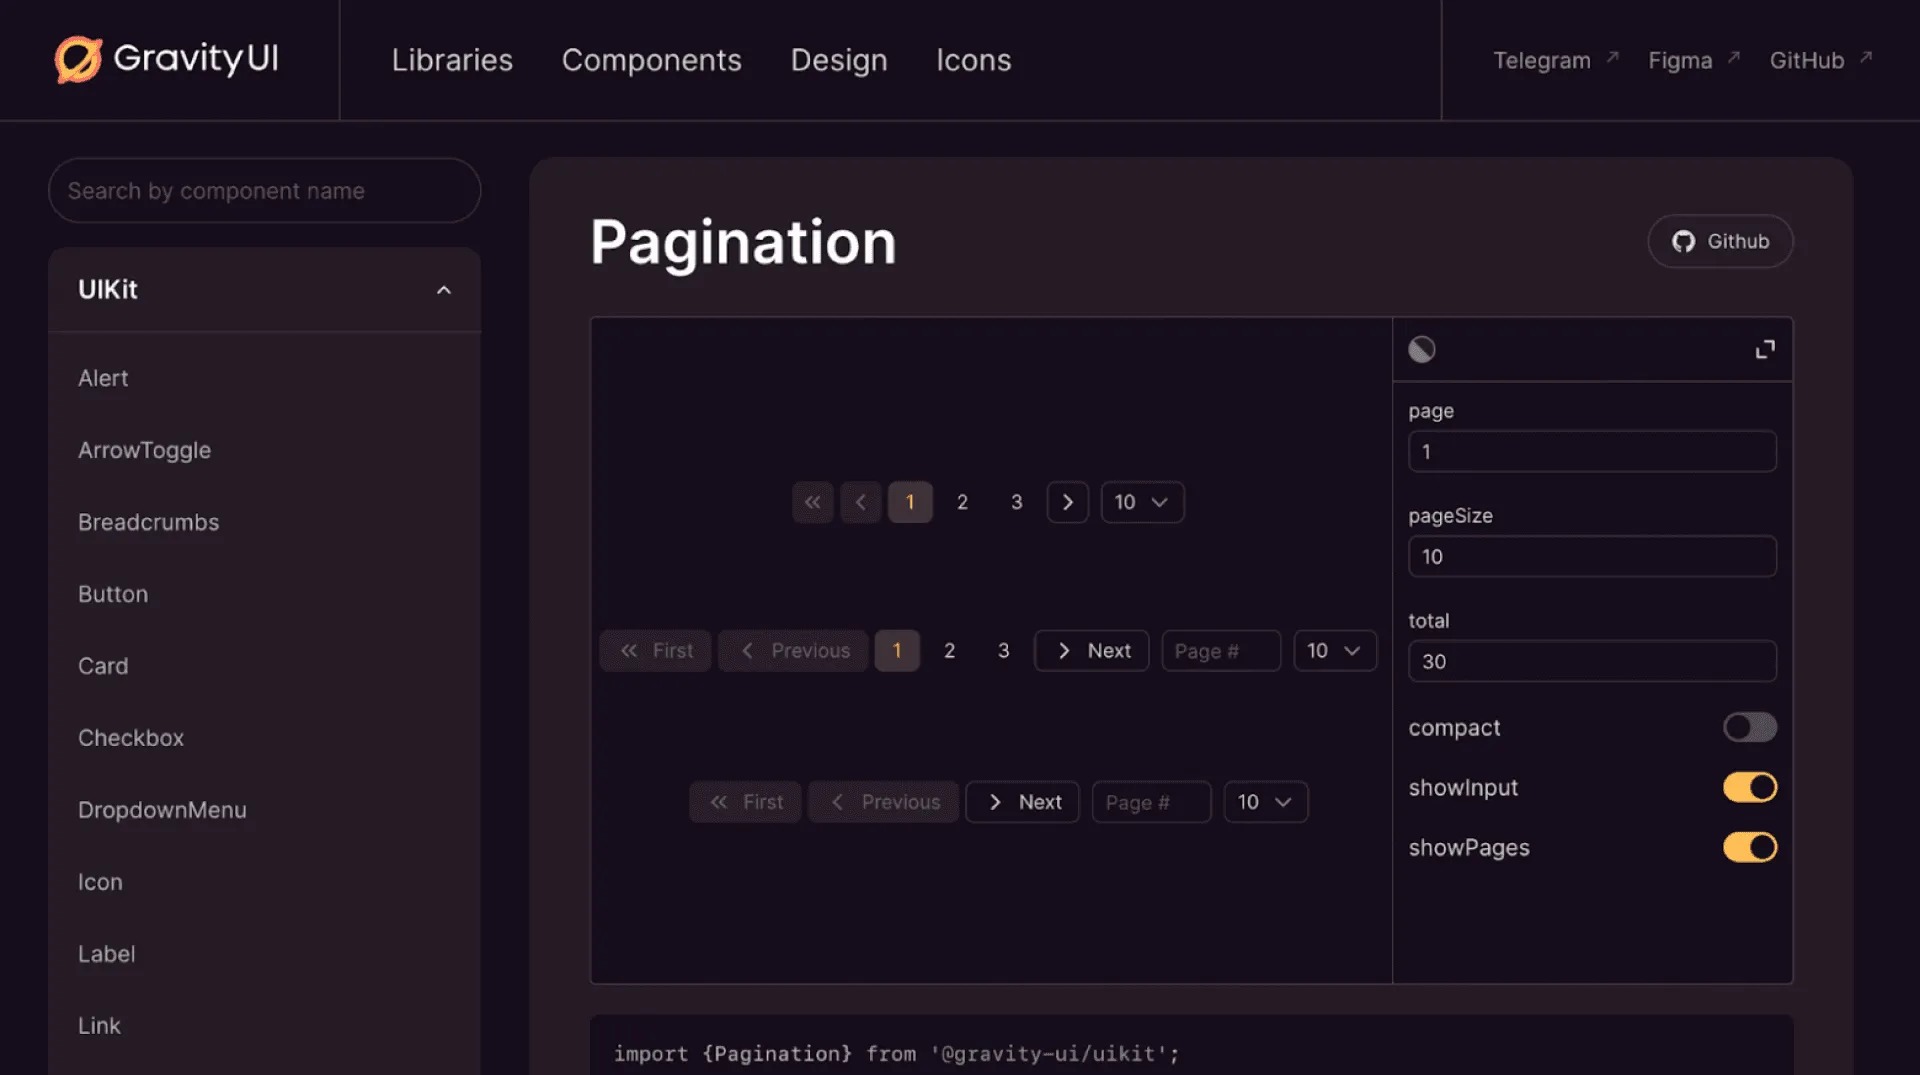 Gravity UI
Libraries
Components
Design
Icons
Telegram
Figma
GitHub
Search by component name
UIKit
Alert
ArrowToggle
Breadcrumbs
Button
Card
Checkbox
DropdownMenu
Icon
Label
Link
Pagination
Github
1 2 3 10
First Previous 1 2 3 Next Page # 10
First Previous Next Page # 10
page
1
pageSize
10
total
30
compact
showInput
showPages
import {Pagination} from '@gravity-ui/uikit';